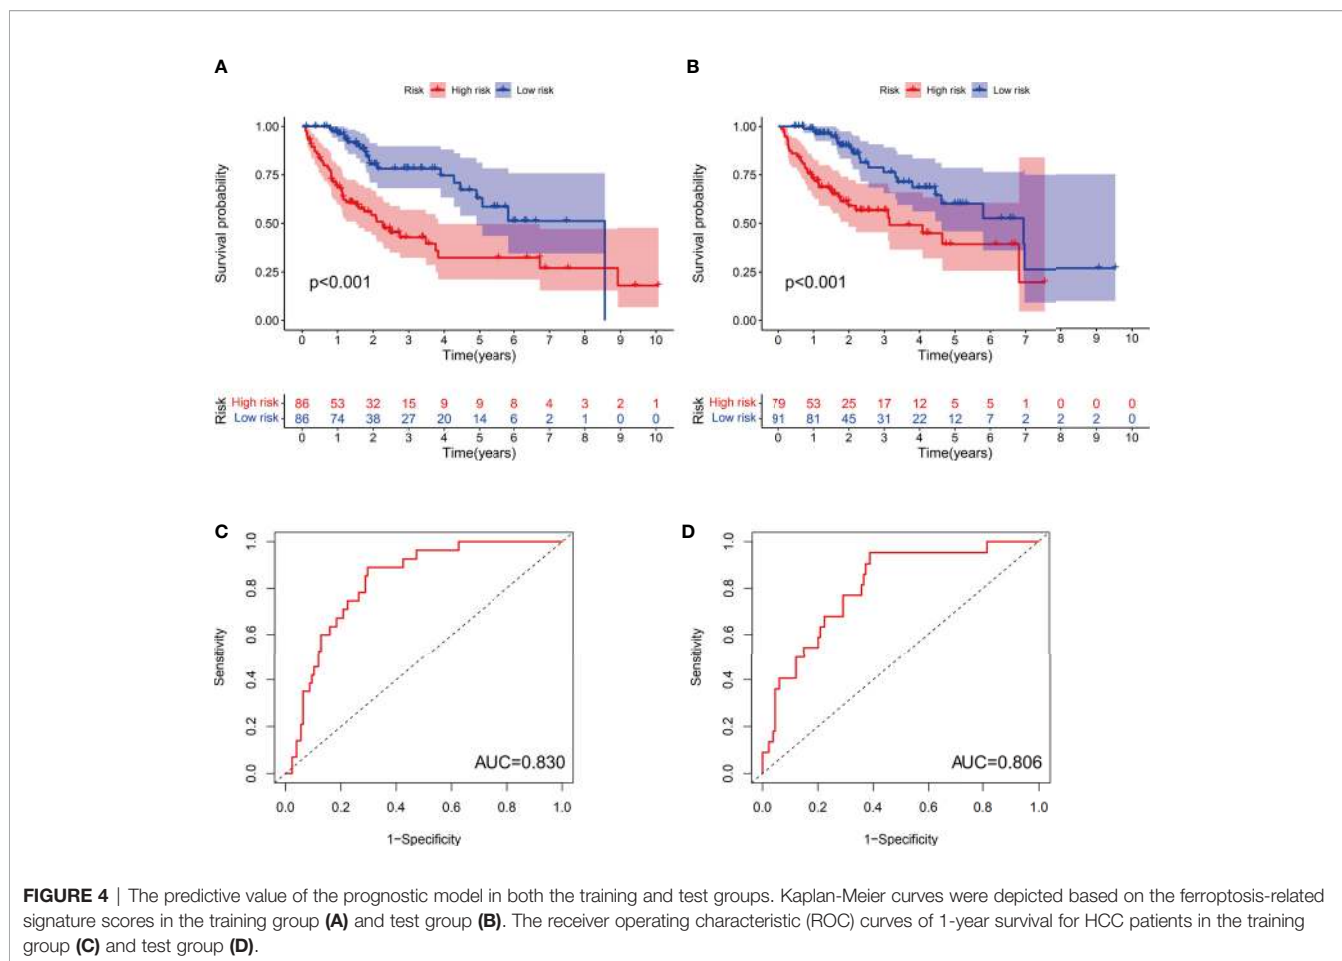 A
B
Risk High risk Low risk
Risk High risk Low risk
Survival probability
1.00
0.75
0.50
0.25
0.00
p<0.001
0 1 2 3 4 5 6 7 8 9 10
Time(years)
Survival probability
1.00
0.75
0.50
0.25
0.00
p<0.001
0 1 2 3 4 5 6 7 8 9 10
Time(years)
Risk
High risk 86 53 32 15 9 9 8 4 3 2 1
Low risk 86 74 38 27 20 14 6 2 1 0 0
0 1 2 3 4 5 6 7 8 9 10
Time(years)
Risk
High risk 79 53 25 17 12 5 5 1 0 0 0
Low risk 91 81 45 31 22 12 7 2 2 2 0
0 1 2 3 4 5 6 7 8 9 10
Time(years)
C
Sensitivity
1.0
0.8
0.6
0.4
0.2
0.0
AUC=0.830
0.0 0.2 0.4 0.6 0.8 1.0
1−Specificity
D
Sensitivity
1.0
0.8
0.6
0.4
0.2
0.0
AUC=0.806
0.0 0.2 0.4 0.6 0.8 1.0
1−Specificity
FIGURE 4 | The predictive value of the prognostic model in both the training and test groups. Kaplan-Meier curves were depicted based on the ferroptosis-related
signature scores in the training group (A) and test group (B). The receiver operating characteristic (ROC) curves of 1-year survival for HCC patients in the training
group (C) and test group (D).